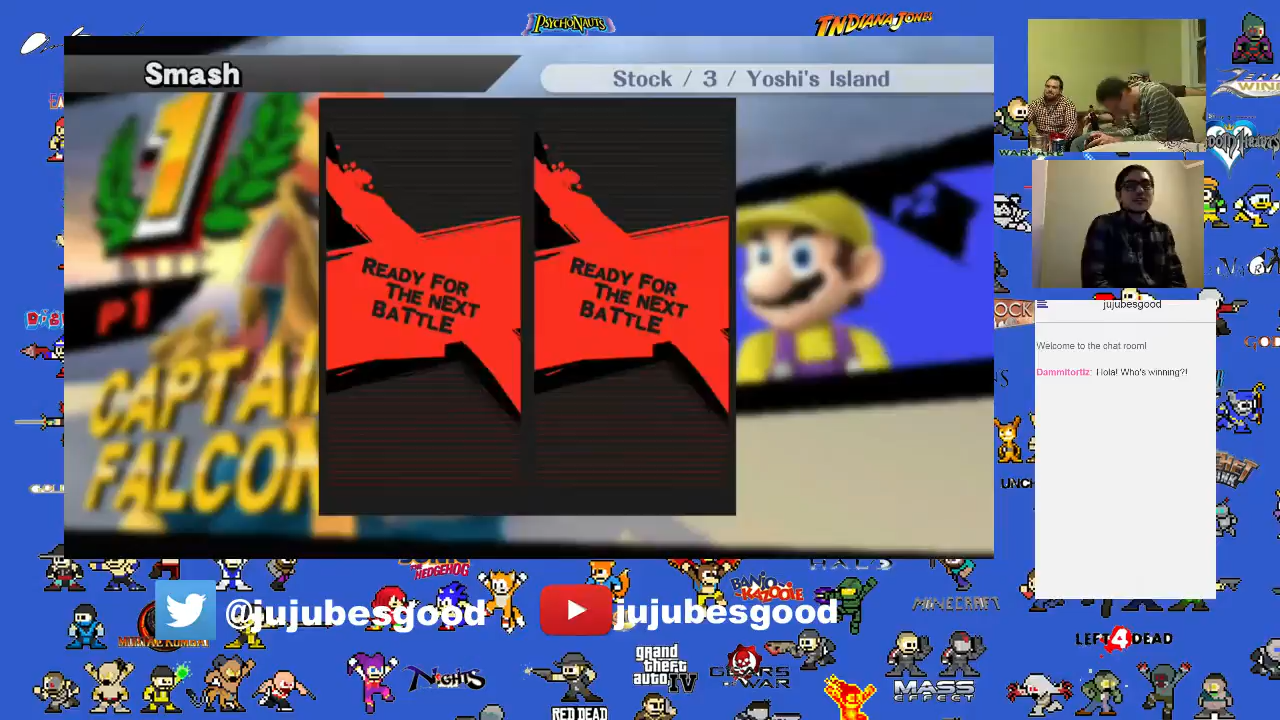 PSYCHONAUTS
INDIANA JONES
Smash
Stock / 3 / Yoshi's Island
1
P1
CAPTAIN
FALCON
READY FOR
THE NEXT
BATTLE
READY FOR
THE NEXT
BATTLE
jujubesgood
Welcome to the chat room!
Dammitortiz: Hola! Who's winning?!
@jujubesgood
jujubesgood
HEDGEHOG
BANJO
KAZOOIE
HALO
MINECRAFT
LEFT 4 DEAD
NiGHTS
grand
theft
auto IV
GEARS
WAR
MASS
EFFECT
RED DEAD